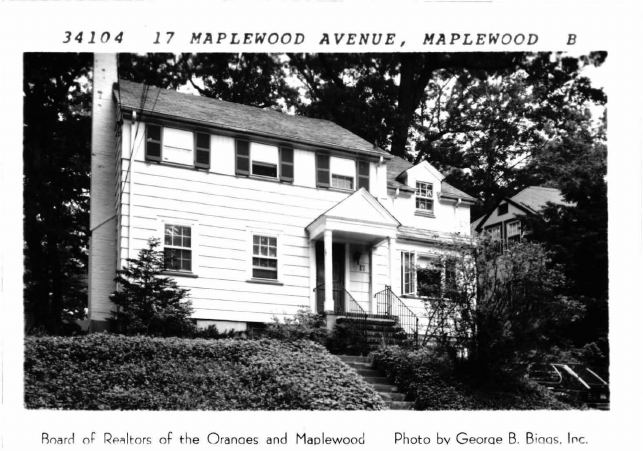 34104 17 MAPLEWOOD AVENUE, MAPLEWOOD B
Board of Realtors of the Oranges and Maplewood Photo by George B. Biggs, Inc.